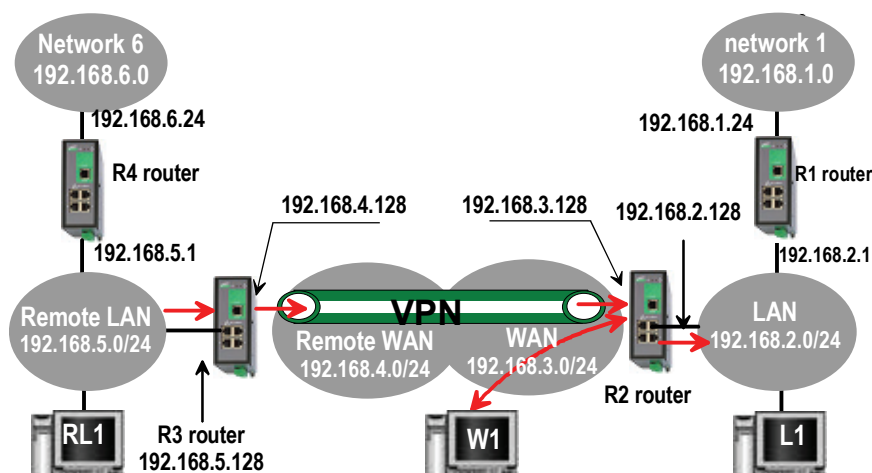 Network 6
192.168.6.0
network 1
192.168.1.0
192.168.6.24
192.168.1.24
R4 router
R1 router
192.168.4.128
192.168.3.128
192.168.2.128
192.168.5.1
192.168.2.1
VPN
Remote LAN
192.168.5.0/24
Remote WAN
192.168.4.0/24
WAN
192.168.3.0/24
LAN
192.168.2.0/24
R2 router
RL1
R3 router
192.168.5.128
W1
L1